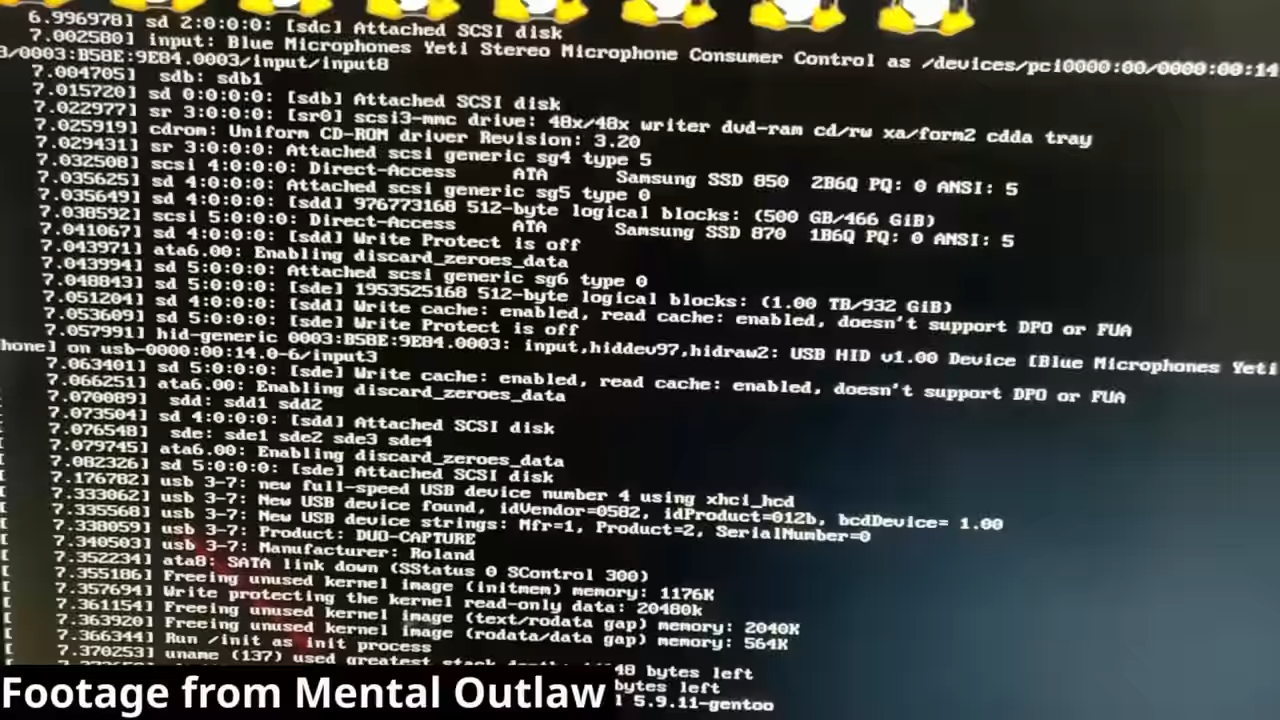 6.996978] sd 2:0:0:0: [sdc] Attached SCSI disk
7.002580] input: Blue Microphones Yeti Stereo Microphone Consumer Control as /devices/pci0000:00/0000:00:14
3/0003:B58E:9E84.0003/input/input8
7.004705]  sdb: sdb1
7.015720] sd 0:0:0:0: [sdb] Attached SCSI disk
7.022977] sr 3:0:0:0: [sr0] scsi3-mmc drive: 48x/48x writer dvd-ram cd/rw xa/form2 cdda tray
7.025919] cdrom: Uniform CD-ROM driver Revision: 3.20
7.029431] sr 3:0:0:0: Attached scsi generic sg4 type 5
7.032508] scsi 4:0:0:0: Direct-Access     ATA      Samsung SSD 850  2B6Q PQ: 0 ANSI: 5
7.035625] sd 4:0:0:0: Attached scsi generic sg5 type 0
7.035649] sd 4:0:0:0: [sdd] 976773168 512-byte logical blocks: (500 GB/466 GiB)
7.038592] scsi 5:0:0:0: Direct-Access     ATA      Samsung SSD 870  1B6Q PQ: 0 ANSI: 5
7.041067] sd 4:0:0:0: [sdd] Write Protect is off
7.043971] ata6.00: Enabling discard_zeroes_data
7.043994] sd 5:0:0:0: Attached scsi generic sg6 type 0
7.048843] sd 5:0:0:0: [sde] 1953525168 512-byte logical blocks: (1.00 TB/932 GiB)
7.051204] sd 4:0:0:0: [sdd] Write cache: enabled, read cache: enabled, doesn't support DPO or FUA
7.053609] sd 5:0:0:0: [sde] Write Protect is off
7.057991] hid-generic 0003:B58E:9E84.0003: input,hiddev97,hidraw2: USB HID v1.00 Device [Blue Microphones Yeti
hone] on usb-0000:00:14.0-6/input3
7.063401] sd 5:0:0:0: [sde] Write cache: enabled, read cache: enabled, doesn't support DPO or FUA
7.066251] ata6.00: Enabling discard_zeroes_data
7.070089]  sdd: sdd1 sdd2
7.073504] sd 4:0:0:0: [sdd] Attached SCSI disk
7.076548]  sde: sde1 sde2 sde3 sde4
7.079745] ata6.00: Enabling discard_zeroes_data
7.082326] sd 5:0:0:0: [sde] Attached SCSI disk
[    7.176782] usb 3-7: new full-speed USB device number 4 using xhci_hcd
[    7.333062] usb 3-7: New USB device found, idVendor=0582, idProduct=012b, bcdDevice= 1.00
[    7.335568] usb 3-7: New USB device strings: Mfr=1, Product=2, SerialNumber=0
[    7.338059] usb 3-7: Product: DUO-CAPTURE
[    7.340503] usb 3-7: Manufacturer: Roland
[    7.352234] ata8: SATA link down (SStatus 0 SControl 300)
[    7.355186] Freeing unused kernel image (initmem) memory: 1176K
[    7.357694] Write protecting the kernel read-only data: 20480k
[    7.361154] Freeing unused kernel image (text/rodata gap) memory: 2040K
[    7.363920] Freeing unused kernel image (rodata/data gap) memory: 564K
[    7.366344] Run /init as init process
[    7.370253] uname (137) used greatest stack depth: 48 bytes left
bytes left
5.9.11-gentoo
Footage from Mental Outlaw